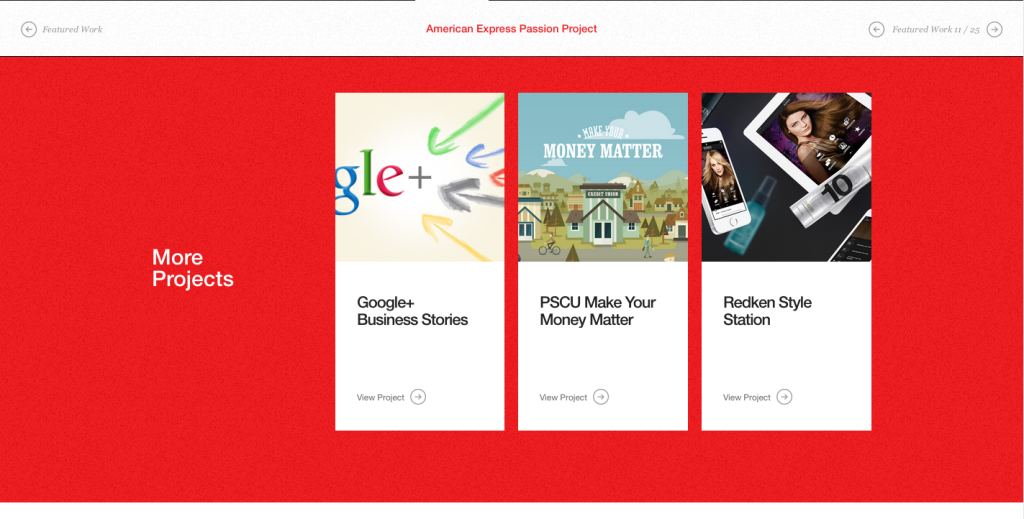 Featured Work
American Express Passion Project
Featured Work 11 / 25
More
Projects
gle+
MAKE YOUR
MONEY MATTER
CREDIT UNION
10
Google+
Business Stories
View Project
PSCU Make Your
Money Matter
View Project
Redken Style
Station
View Project